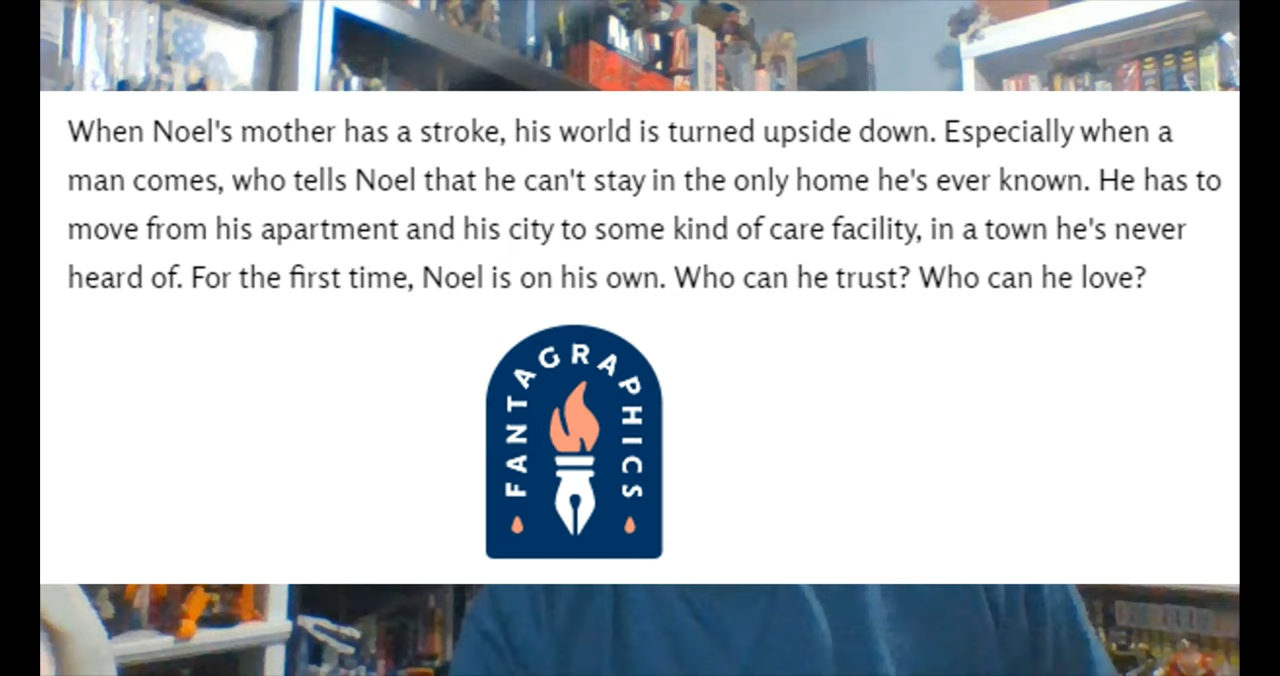 When Noel's mother has a stroke, his world is turned upside down. Especially when a
man comes, who tells Noel that he can't stay in the only home he's ever known. He has to
move from his apartment and his city to some kind of care facility, in a town he's never
heard of. For the first time, Noel is on his own. Who can he trust? Who can he love?
FANTAGRAPHICS